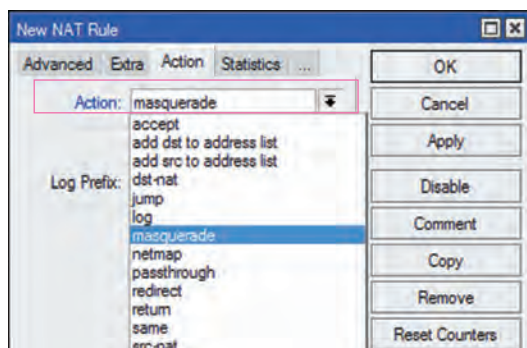 New NAT Rule
Advanced Extra Action Statistics ...
Action: masquerade
accept
add dst to address list
add src to address list
Log Prefix: dst-nat
jump
log
masquerade
netmap
passthrough
redirect
return
same
src-nat
OK
Cancel
Apply
Disable
Comment
Copy
Remove
Reset Counters